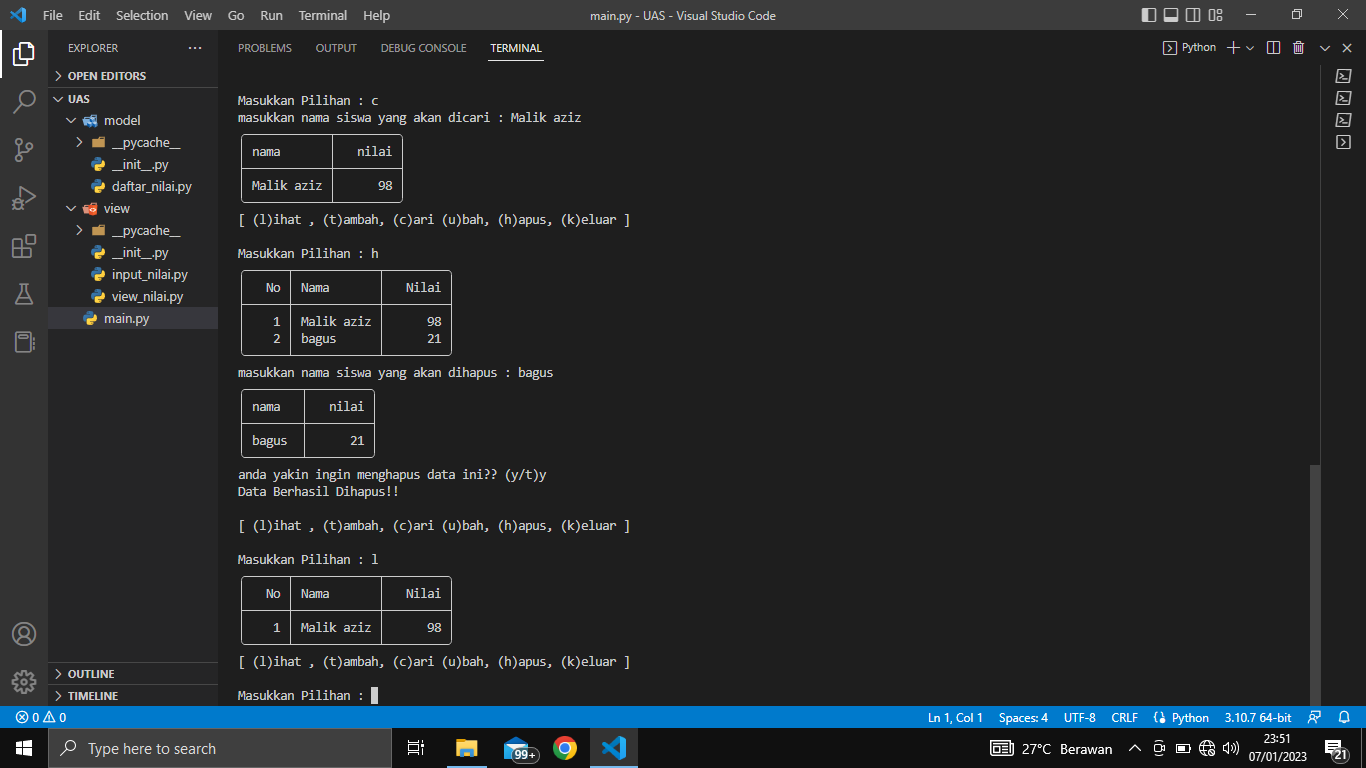 File Edit Selection View Go Run Terminal Help
main.py - UAS - Visual Studio Code
EXPLORER
OPEN EDITORS
UAS
model
__pycache__
__init__.py
daftar_nilai.py
view
__pycache__
__init__.py
input_nilai.py
view_nilai.py
main.py
OUTLINE
TIMELINE
PROBLEMS OUTPUT DEBUG CONSOLE TERMINAL
Python
Masukkan Pilihan : c
masukkan nama siswa yang akan dicari : Malik aziz
nama nilai
Malik aziz 98
[ (l)ihat , (t)ambah, (c)ari (u)bah, (h)apus, (k)eluar ]
Masukkan Pilihan : h
No Nama Nilai
1 Malik aziz 98
2 bagus 21
masukkan nama siswa yang akan dihapus : bagus
nama nilai
bagus 21
anda yakin ingin menghapus data ini?? (y/t)y
Data Berhasil Dihapus!!
[ (l)ihat , (t)ambah, (c)ari (u)bah, (h)apus, (k)eluar ]
Masukkan Pilihan : l
No Nama Nilai
1 Malik aziz 98
[ (l)ihat , (t)ambah, (c)ari (u)bah, (h)apus, (k)eluar ]
Masukkan Pilihan :
0 0
Ln 1, Col 1 Spaces: 4 UTF-8 CRLF Python 3.10.7 64-bit
Type here to search
99+
27°C Berawan
23:51
07/01/2023
21